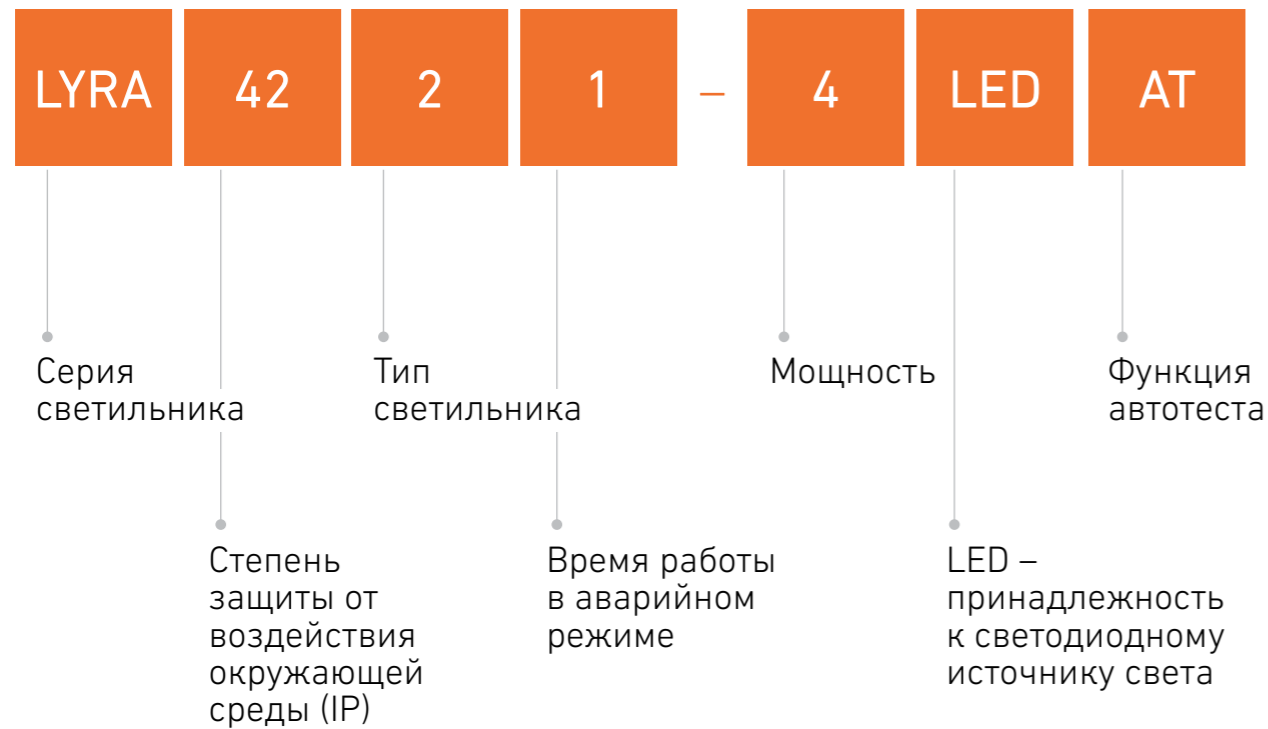 LYRA 42 2 1 – 4 LED AT
Серия
светильника
Тип
светильника
Мощность
Функция
автотеста
Степень
защиты от
воздействия
окружающей
среды (IP)
Время работы
в аварийном
режиме
LED –
принадлежность
к светодиодному
источнику света